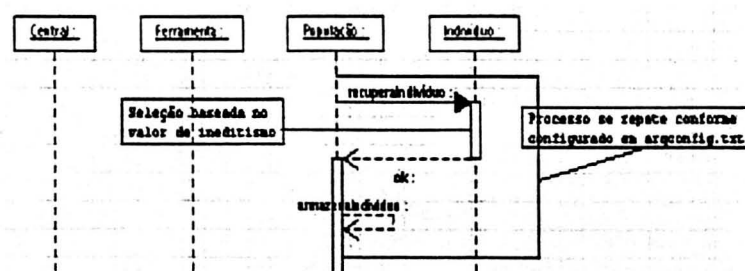 Central :
Ferramenta :
População :
Indivíduo :
recuperaIndivíduo :
Seleção baseada no
valor de ineditismo
Processo se repete conforme
configurado em arqconfig.txt
ok :
armazenaIndivíduo :